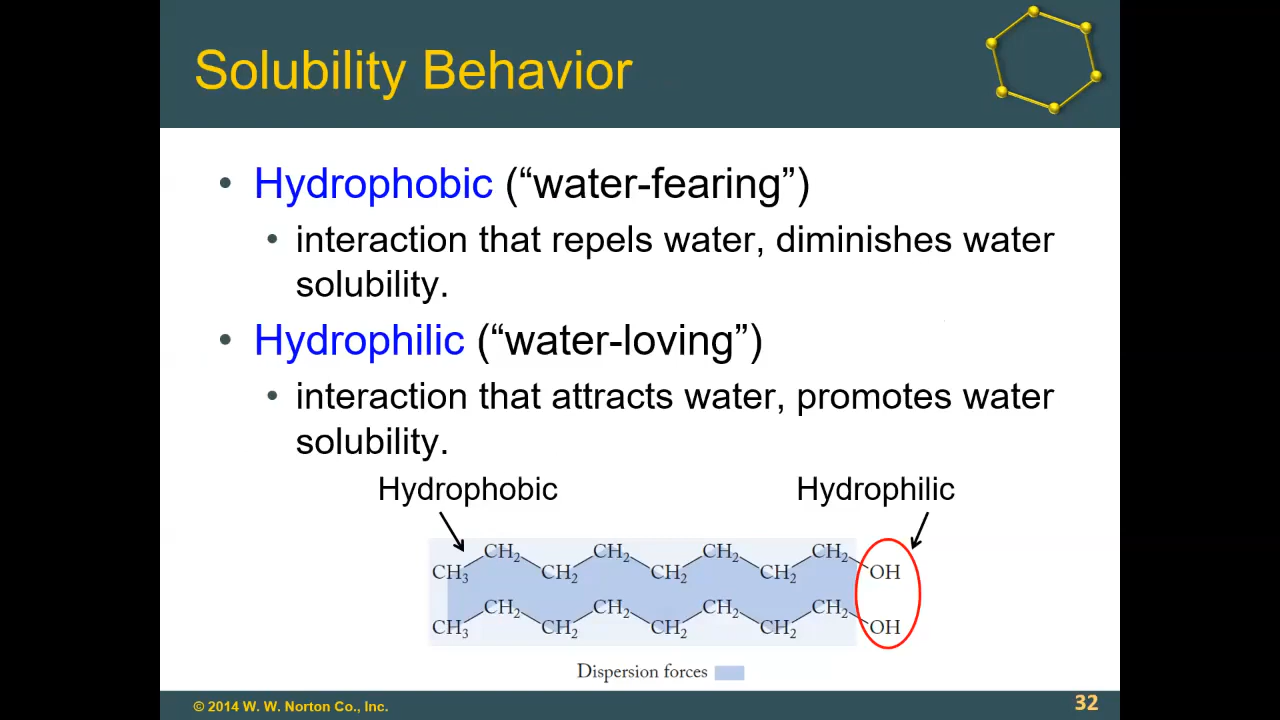 Solubility Behavior
• Hydrophobic (“water-fearing”)
• interaction that repels water, diminishes water
solubility.
• Hydrophilic (“water-loving”)
• interaction that attracts water, promotes water
solubility.
Hydrophobic Hydrophilic
CH₂ CH₂ CH₂ CH₂
CH₃ CH₂ CH₂ CH₂ OH
CH₂ CH₂ CH₂ CH₂
CH₃ CH₂ CH₂ CH₂ OH
Dispersion forces
© 2014 W. W. Norton Co., Inc. 32